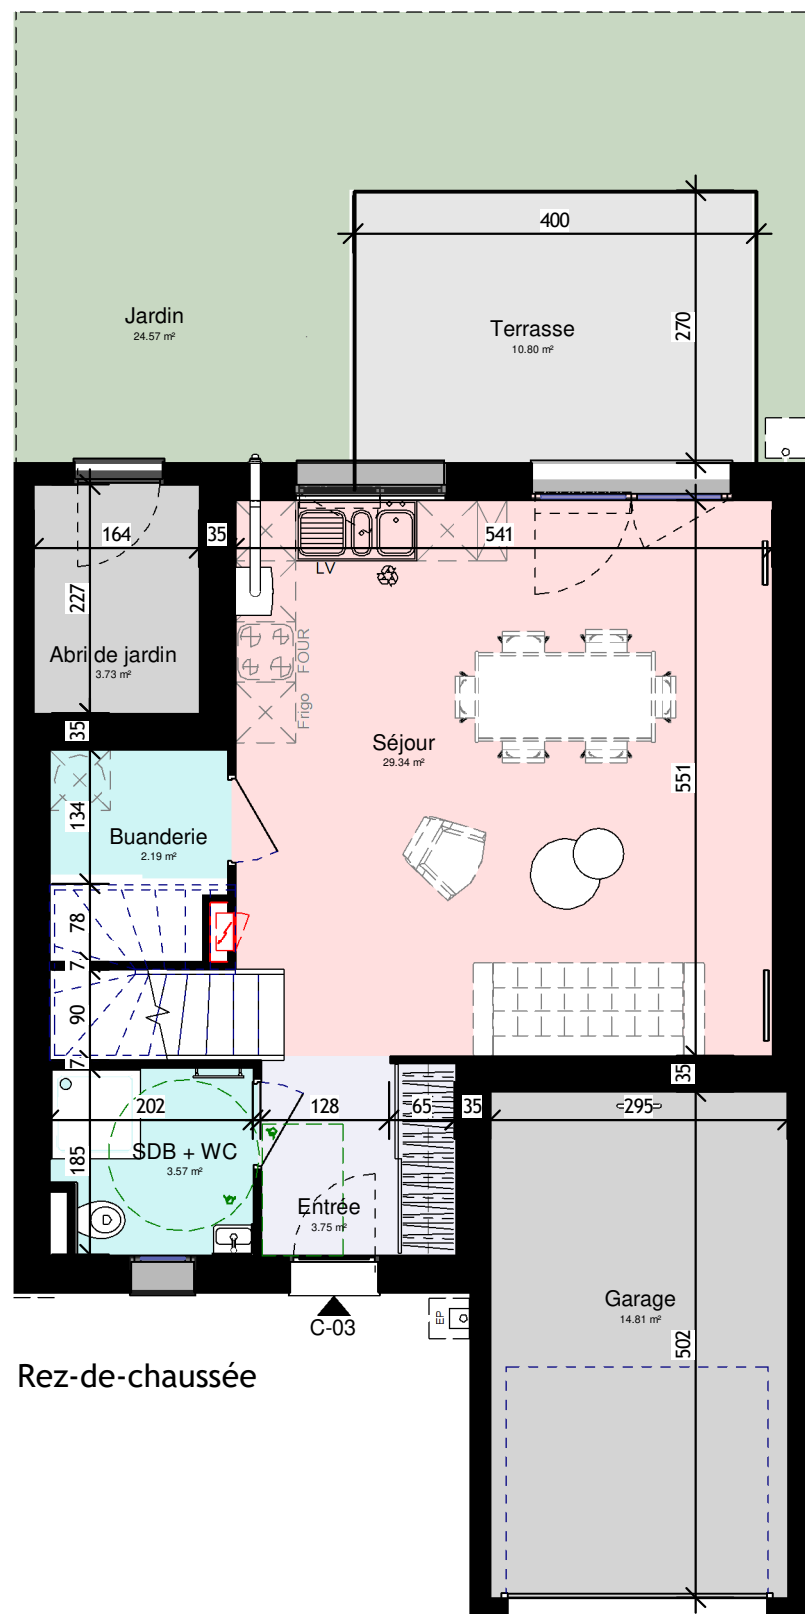 400
Jardin
24.57 m²
Terrasse
10.80 m²
270
164
35
541
LV
227
FOUR
Abri de jardin
3.73 m²
Frigo
35
Séjour
29.34 m²
551
134
Buanderie
2.19 m²
78
7
90
7
35
202
128
65
35
295
185
SDB + WC
3.57 m²
Entrée
3.75 m²
Garage
14.81 m²
EP
C-03
502
Rez-de-chaussée